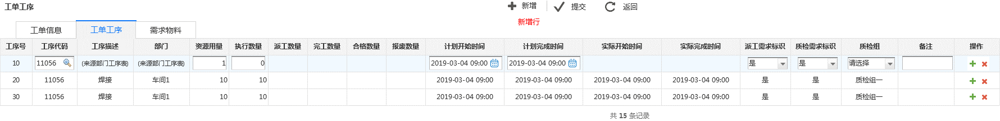 工单工序 新增 提交 返回
新增行
工单信息 工单工序 需求物料
工序号 工序代码 工序描述 部门 资源用量 执行数量 派工数量 完工数量 合格数量 报废数量 计划开始时间 计划完成时间 实际开始时间 实际完成时间 派工需求标识 质检需求标识 质检组 备注 操作
10 11056 (来源部门工序表) (来源部门工序表) 1 0 2019-03-04 09:00 2019-03-04 09:00 是 是 请选择
20 11056 焊接 车间1 10 10 2019-03-04 09:00 2019-03-04 09:00 2019-03-04 09:00 2019-03-04 09:00 是 是 质检组一
30 11056 焊接 车间1 10 10 2019-03-04 09:00 2019-03-04 09:00 2019-03-04 09:00 2019-03-04 09:00 是 是 质检组一
共 15 条记录